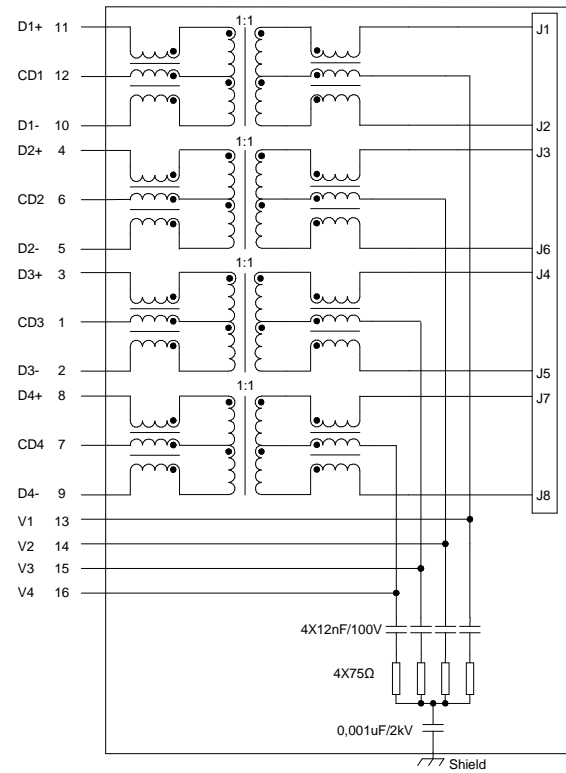 1:1
D1+ 11 J1
CD1 12
D1- 10 J2
D2+ 4 J3
1:1
CD2 6
D2- 5 J6
1:1
D3+ 3 J4
CD3 1
D3- 2 J5
1:1
D4+ 8 J7
CD4 7
D4- 9 J8
V1 13
V2 14
V3 15
V4 16
4X12nF/100V
4X75Ω
0,001uF/2kV
Shield